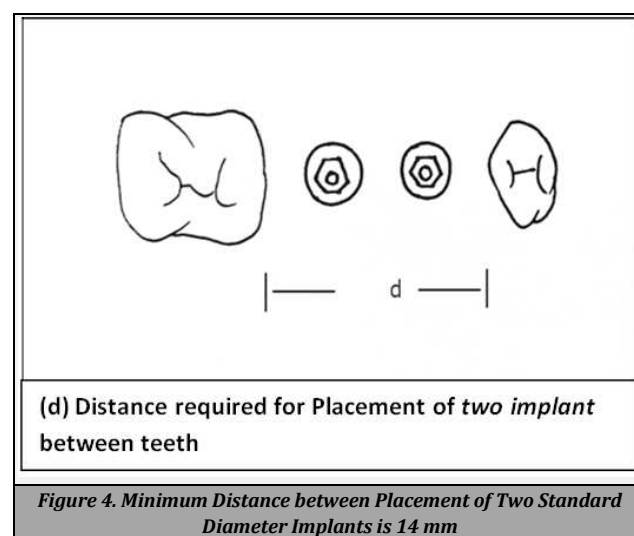 d
(d) Distance required for Placement of two implant
between teeth
Figure 4. Minimum Distance between Placement of Two Standard
Diameter Implants is 14 mm